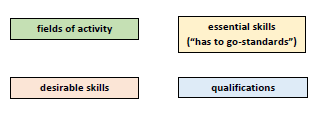 fields of activity
essential skills
(“has to go-standards”)
desirable skills
qualifications